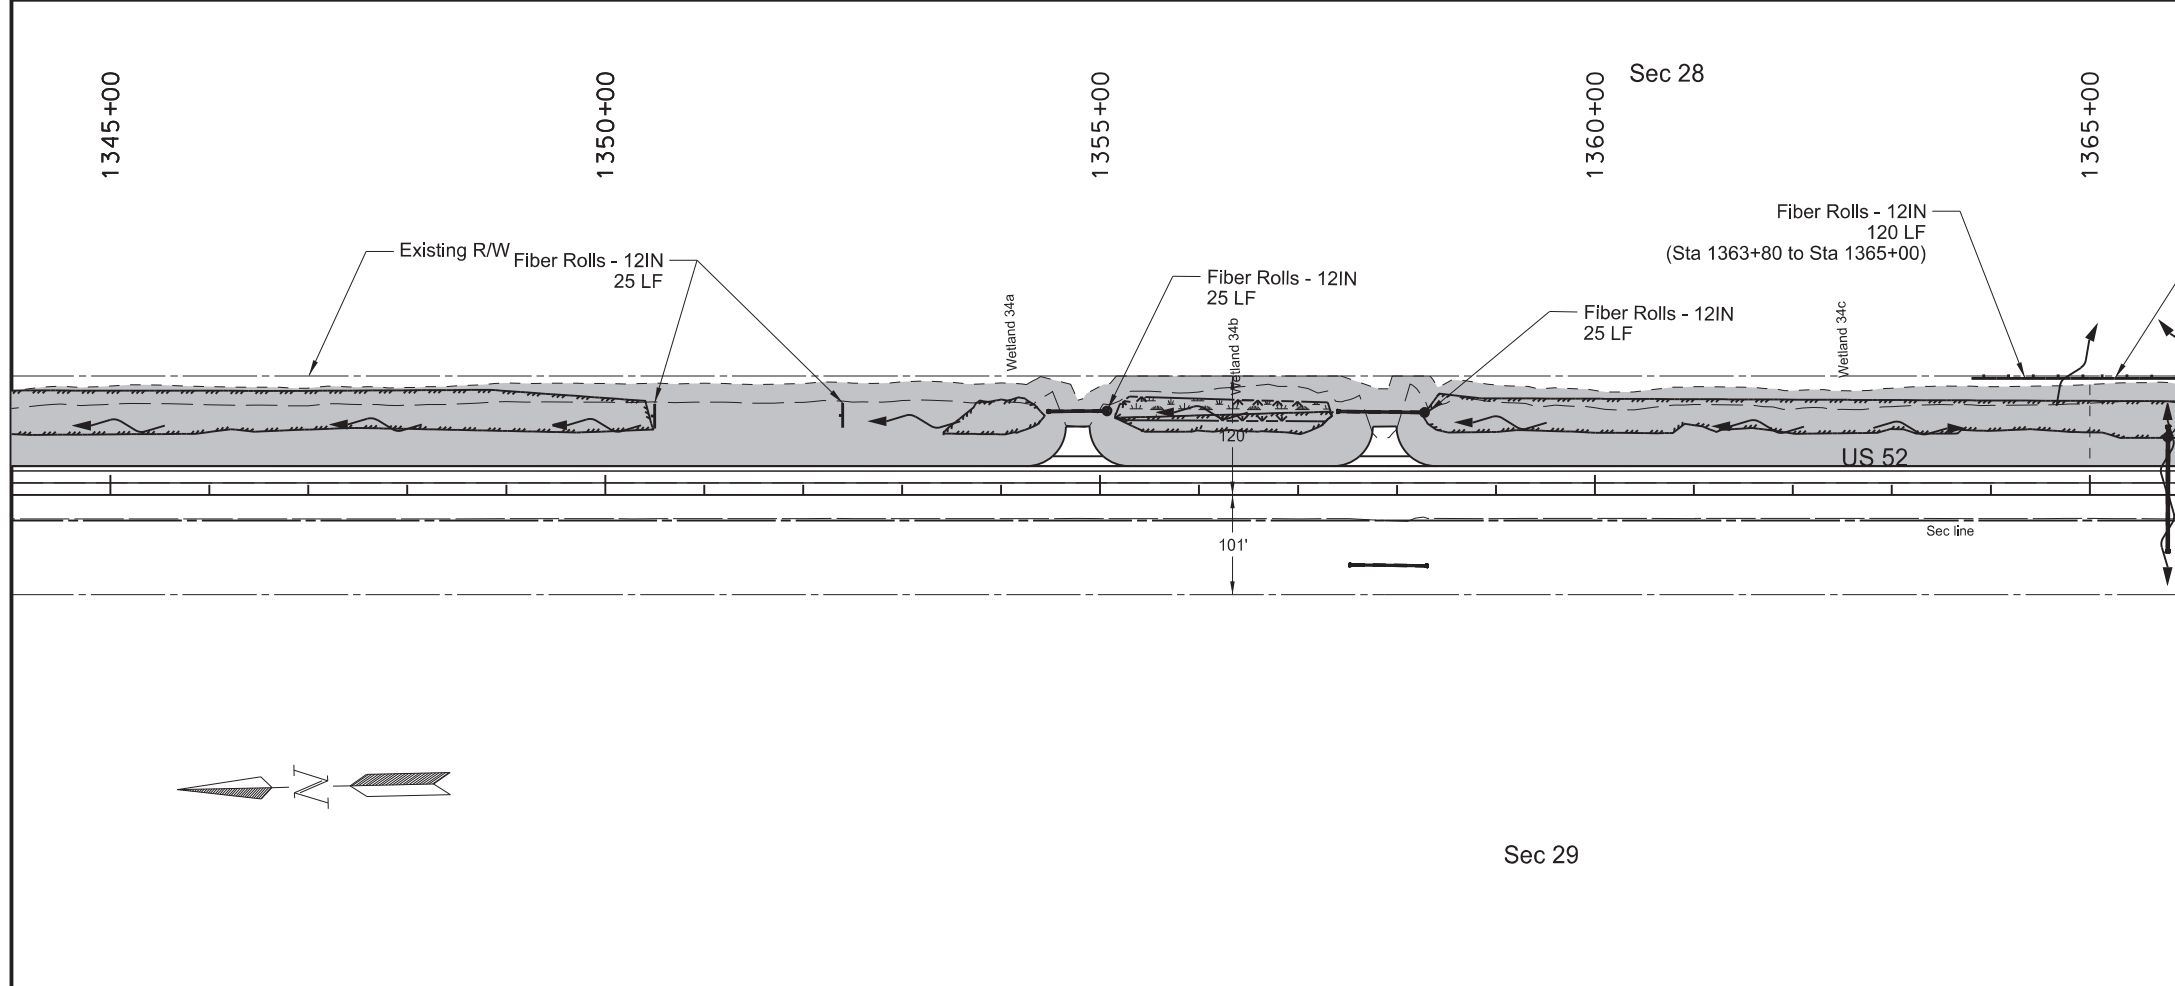 Sec 28
1345+00
1350+00
1355+00
1360+00
1365+00
Fiber Rolls - 12IN
120 LF
(Sta 1363+80 to Sta 1365+00)
Existing R/W
Fiber Rolls - 12IN
25 LF
Fiber Rolls - 12IN
25 LF
Fiber Rolls - 12IN
25 LF
Wetland 34a
Wetland 34b
Wetland 34c
120'
US 52
Sec line
101'
N
Sec 29